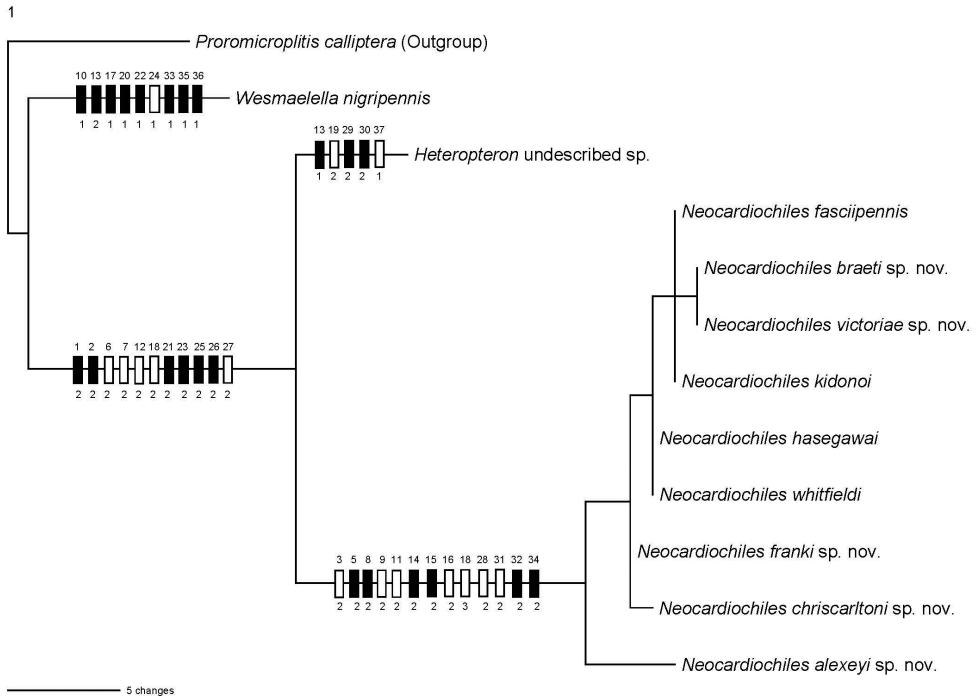 1
Proromicroplitis calliptera (Outgroup)
10 13 17 20 22 24 33 35 36
Wesmaelella nigripennis
1 2 1 1 1 1 1 1 1
13 19 29 30 37
Heteropteron undescribed sp.
1 2 2 2 1
Neocardiochiles fasciipennis
Neocardiochiles braeti sp. nov.
Neocardiochiles victoriae sp. nov.
1 2 6 7 12 18 21 23 25 26 27
Neocardiochiles kidonoi
2 2 2 2 2 2 2 2 2 2 2
Neocardiochiles hasegawai
Neocardiochiles whitfieldi
Neocardiochiles franki sp. nov.
3 5 8 9 11 14 15 16 18 28 31 32 34
2 2 2 2 2 2 2 2 3 2 2 2 2
Neocardiochiles chriscarltoni sp. nov.
Neocardiochiles alexeyi sp. nov.
5 changes